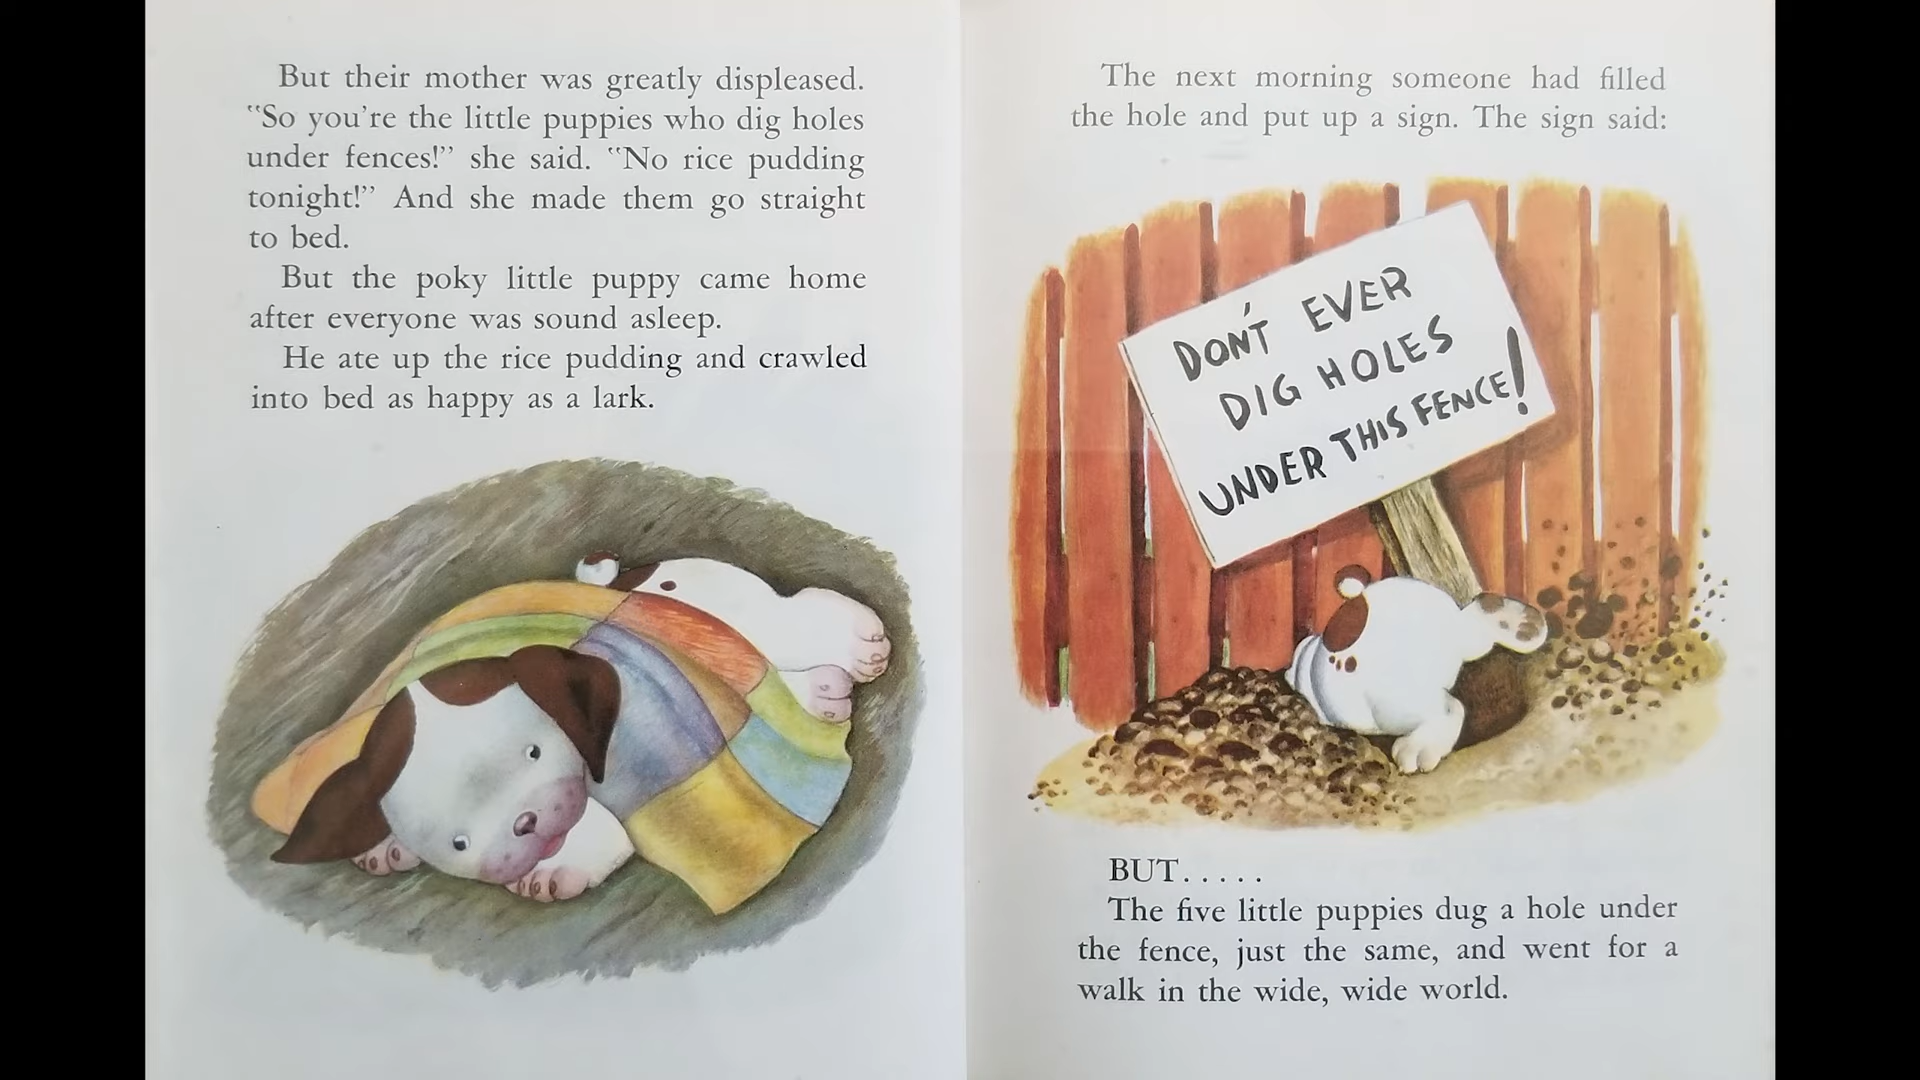 But their mother was greatly displeased.
"So you're the little puppies who dig holes
under fences!" she said. "No rice pudding
tonight!" And she made them go straight
to bed.
But the poky little puppy came home
after everyone was sound asleep.
He ate up the rice pudding and crawled
into bed as happy as a lark.
The next morning someone had filled
the hole and put up a sign. The sign said:
DON'T EVER
DIG HOLES
UNDER THIS FENCE!
BUT.....
The five little puppies dug a hole under
the fence, just the same, and went for a
walk in the wide, wide world.